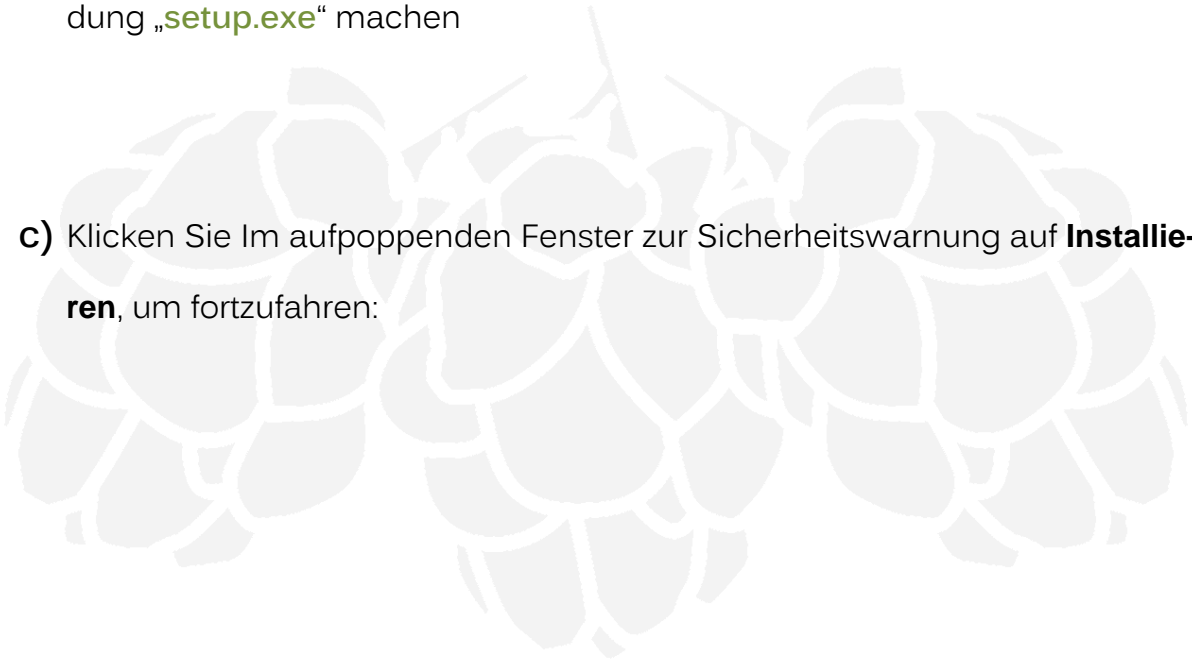 dung „setup.exe“ machen
c) Klicken Sie Im aufpoppenden Fenster zur Sicherheitswarnung auf Installie-
ren, um fortzufahren: